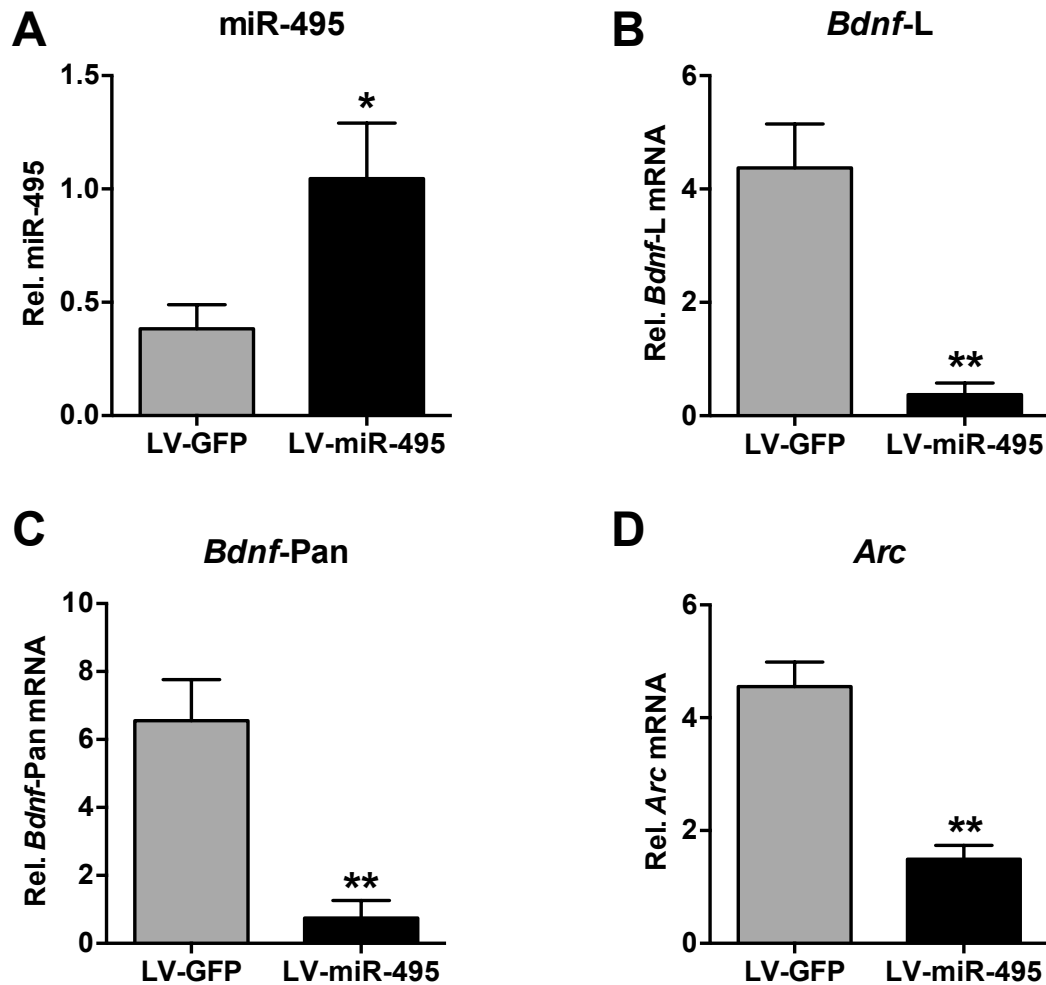 A
miR-495
Rel. miR-495
1.5
1.0
0.5
0.0
*
LV-GFP
LV-miR-495
B
Bdnf-L
Rel. Bdnf-L mRNA
6
4
2
0
**
LV-GFP
LV-miR-495
C
Bdnf-Pan
Rel. Bdnf-Pan mRNA
10
8
6
4
2
0
**
LV-GFP
LV-miR-495
D
Arc
Rel. Arc mRNA
6
4
2
0
**
LV-GFP
LV-miR-495